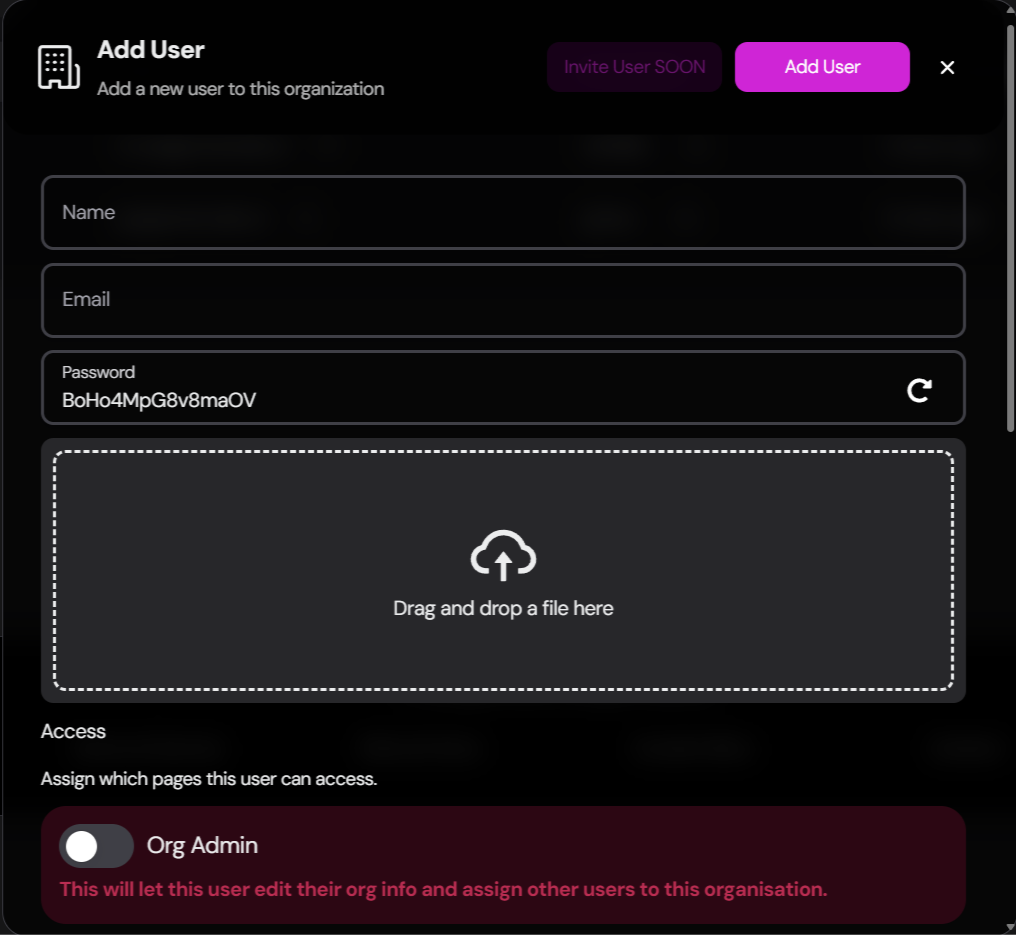 Add User
Add a new user to this organization
Invite User SOON
Add User
Name
Email
Password
BoHo4MpG8v8maOV
Drag and drop a file here
Access
Assign which pages this user can access.
Org Admin
This will let this user edit their org info and assign other users to this organisation.